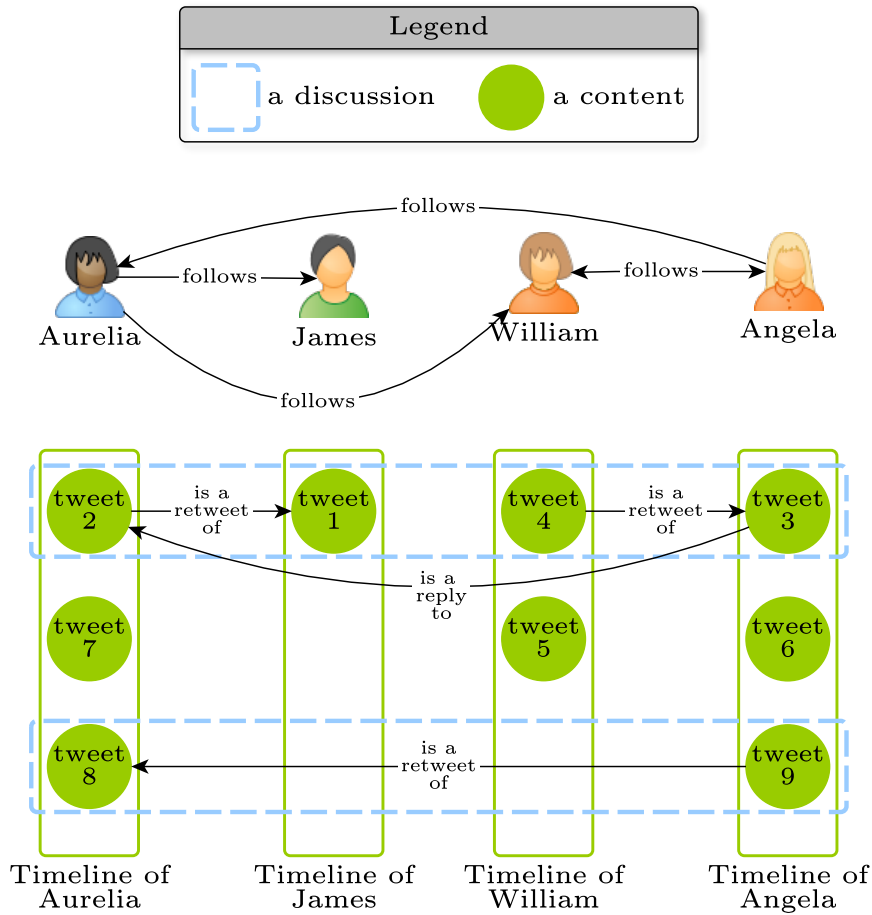 Legend
a discussion
a content
follows
follows
follows
Aurelia
James
William
Angela
follows
tweet
2
is a
retweet
of
tweet
1
tweet
4
is a
retweet
of
tweet
3
is a
reply
to
tweet
7
tweet
5
tweet
6
tweet
8
is a
retweet
of
tweet
9
Timeline of
Aurelia
Timeline of
James
Timeline of
William
Timeline of
Angela